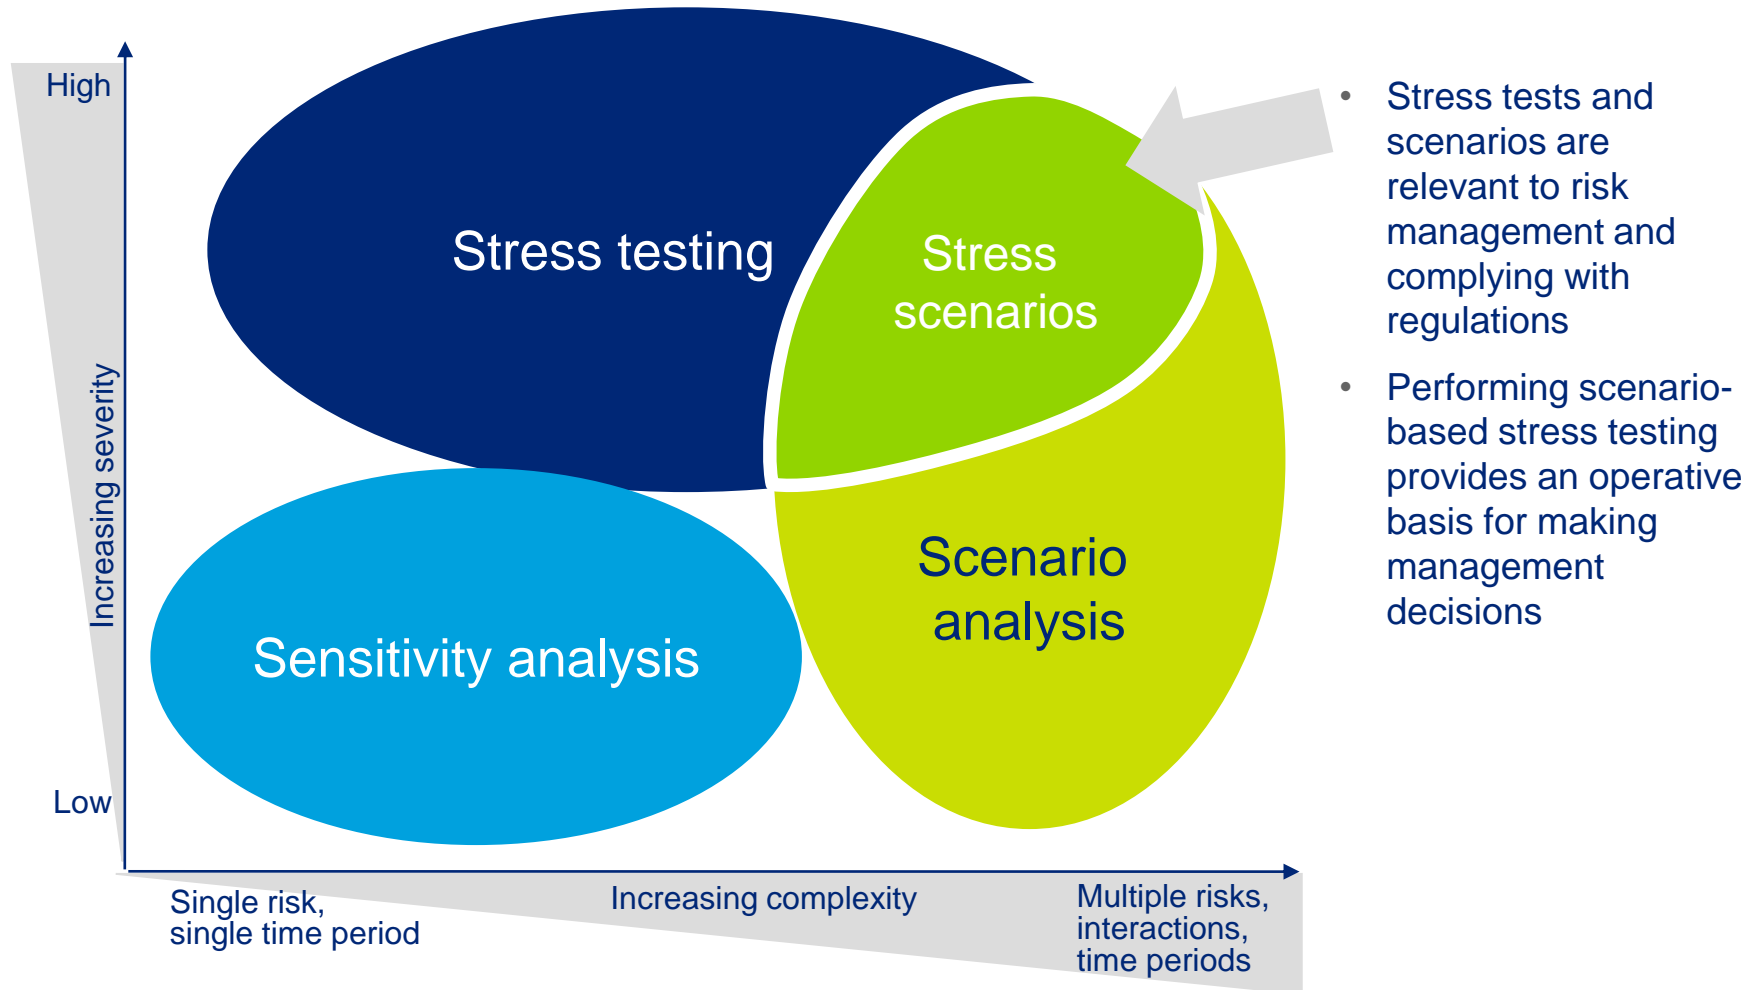 High
Increasing severity
Low
Stress testing
Stress
scenarios
Sensitivity analysis
Scenario
analysis
Single risk,
single time period
Increasing complexity
Multiple risks,
interactions,
time periods
• Stress tests and
scenarios are
relevant to risk
management and
complying with
regulations
• Performing scenario-
based stress testing
provides an operative
basis for making
management
decisions